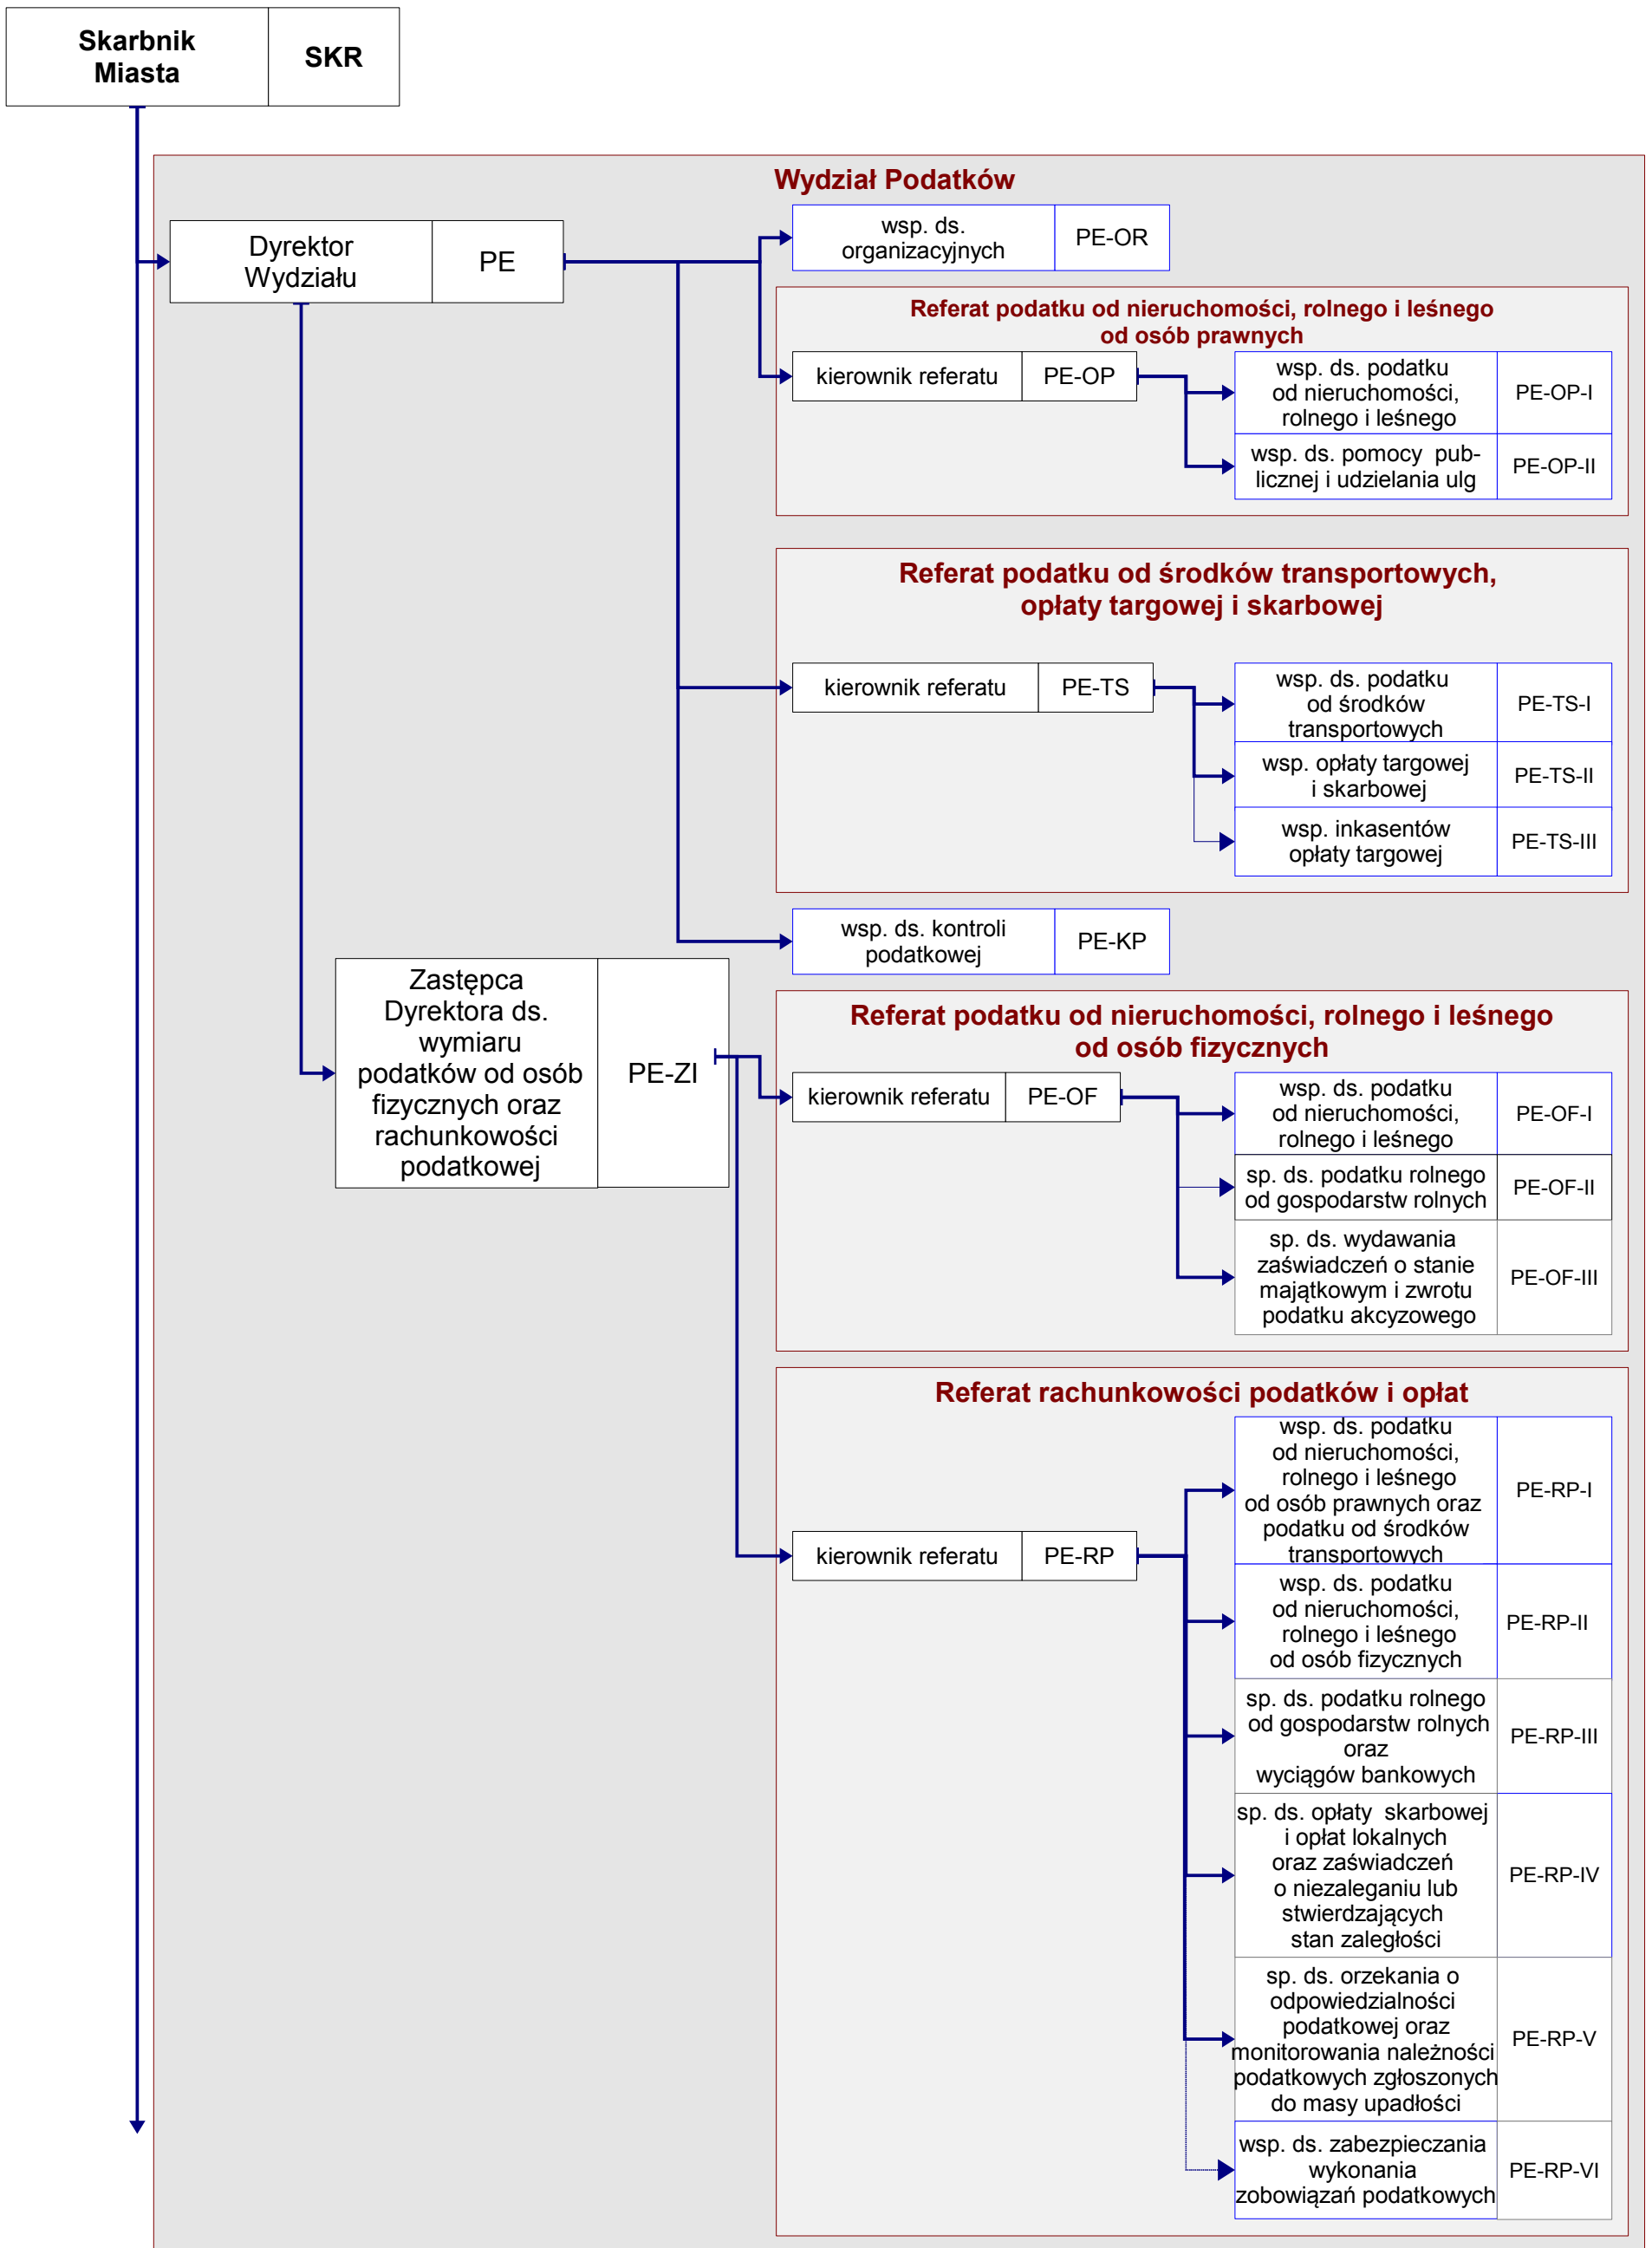 Skarbnik
Miasta
SKR
Wydział Podatków
Dyrektor
Wydziału
PE
wsp. ds.
organizacyjnych
PE-OR
Referat podatku od nieruchomości, rolnego i leśnego
od osób prawnych
kierownik referatu
PE-OP
wsp. ds. podatku
od nieruchomości,
rolnego i leśnego
PE-OP-I
wsp. ds. pomocy  pub-
licznej i udzielania ulg
PE-OP-II
Referat podatku od środków transportowych,
opłaty targowej i skarbowej
kierownik referatu
PE-TS
wsp. ds. podatku
od środków
transportowych
PE-TS-I
wsp. opłaty targowej
i skarbowej
PE-TS-II
wsp. inkasentów
opłaty targowej
PE-TS-III
wsp. ds. kontroli
podatkowej
PE-KP
Zastępca
Dyrektora ds.
wymiaru
podatków od osób
fizycznych oraz
rachunkowości
podatkowej
PE-ZI
Referat podatku od nieruchomości, rolnego i leśnego
od osób fizycznych
kierownik referatu
PE-OF
wsp. ds. podatku
od nieruchomości,
rolnego i leśnego
PE-OF-I
sp. ds. podatku rolnego
od gospodarstw rolnych
PE-OF-II
sp. ds. wydawania
zaświadczeń o stanie
majątkowym i zwrotu
podatku akcyzowego
PE-OF-III
Referat rachunkowości podatków i opłat
kierownik referatu
PE-RP
wsp. ds. podatku
od nieruchomości,
rolnego i leśnego
od osób prawnych oraz
podatku od środków
transportowych
PE-RP-I
wsp. ds. podatku
od nieruchomości,
rolnego i leśnego
od osób fizycznych
PE-RP-II
sp. ds. podatku rolnego
od gospodarstw rolnych
oraz
wyciągów bankowych
PE-RP-III
sp. ds. opłaty  skarbowej
i opłat lokalnych
oraz zaświadczeń
o niezaleganiu lub
stwierdzających
stan zaległości
PE-RP-IV
sp. ds. orzekania o
odpowiedzialności
podatkowej oraz
monitorowania należności
podatkowych zgłoszonych
do masy upadłości
PE-RP-V
wsp. ds. zabezpieczania
wykonania
zobowiązań podatkowych
PE-RP-VI